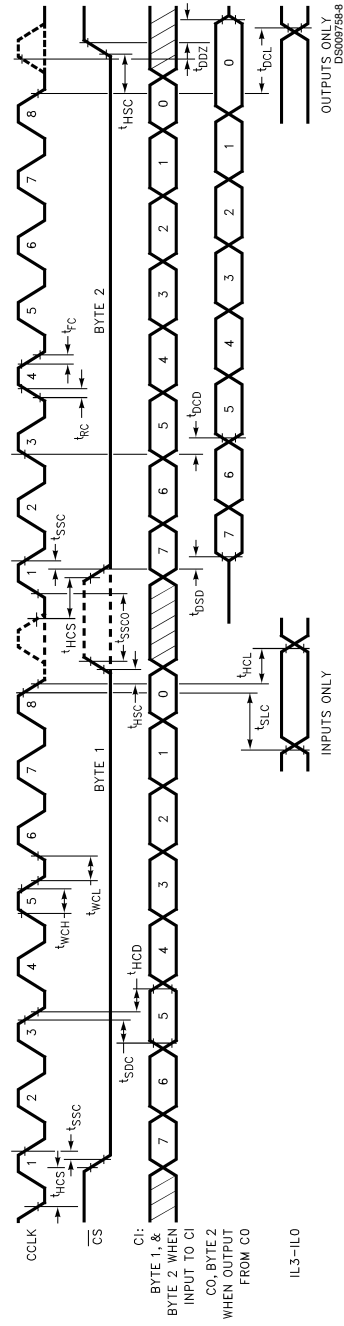 CCLK
tHCS
1
tSSC
2
3
4
5
tWCH
tWCL
6
7
8
tHCS
1
tSSC
2
3
tRC
4
tFC
5
6
7
8
tHSC
CS
BYTE 1
tHSC
tSSCO
BYTE 2
tSDC
tHCD
tDDZ
CI:
BYTE 1, &
BYTE 2 WHEN
INPUT TO CI
7
6
5
4
3
2
1
0
7
6
5
4
3
2
1
0
tDSD
tDCD
CO, BYTE 2
WHEN OUTPUT
FROM CO
7
6
5
4
3
2
1
0
tSLC
tHCL
tDCL
IL3-IL0
INPUTS ONLY
OUTPUTS ONLY
DS009758-8